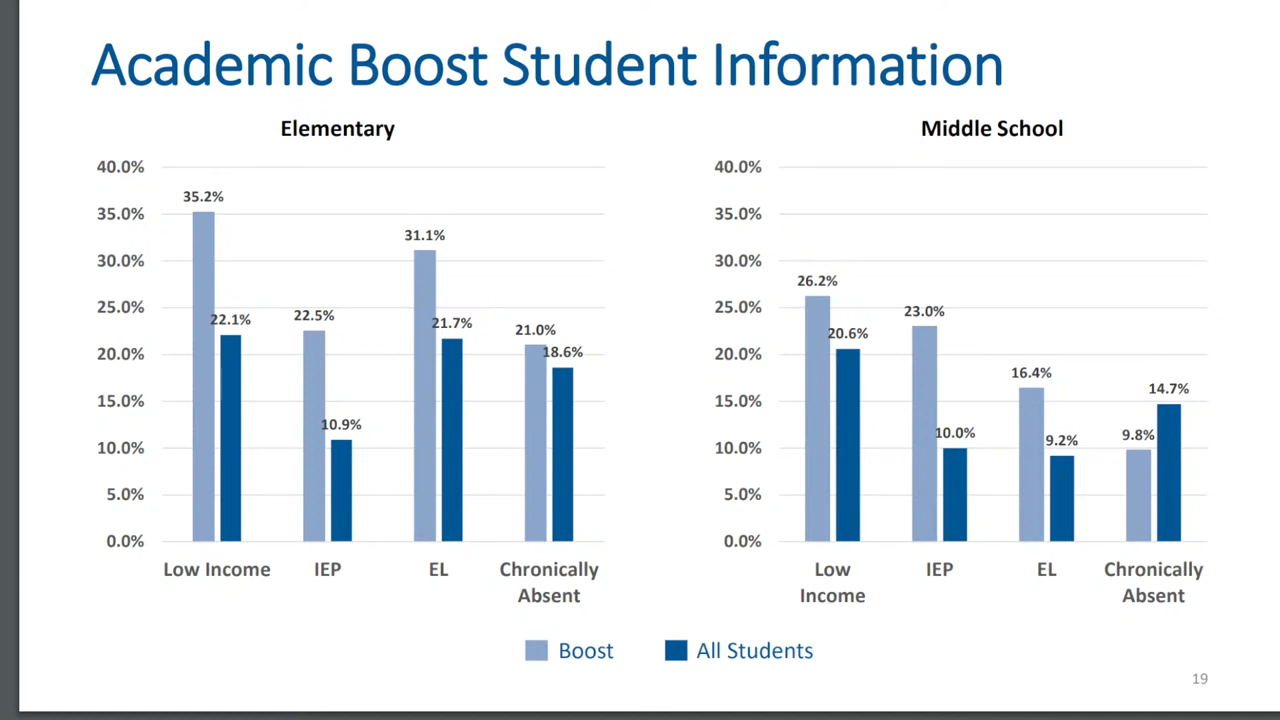 Academic Boost Student Information
Elementary
40.0%
35.0%
30.0%
25.0%
20.0%
15.0%
10.0%
5.0%
0.0%
35.2%
22.1%
22.5%
10.9%
31.1%
21.7%
21.0%
18.6%
Low Income
IEP
EL
Chronically
Absent
Middle School
40.0%
35.0%
30.0%
25.0%
20.0%
15.0%
10.0%
5.0%
0.0%
26.2%
20.6%
23.0%
10.0%
16.4%
9.2%
9.8%
14.7%
Low
Income
IEP
EL
Chronically
Absent
Boost
All Students
19